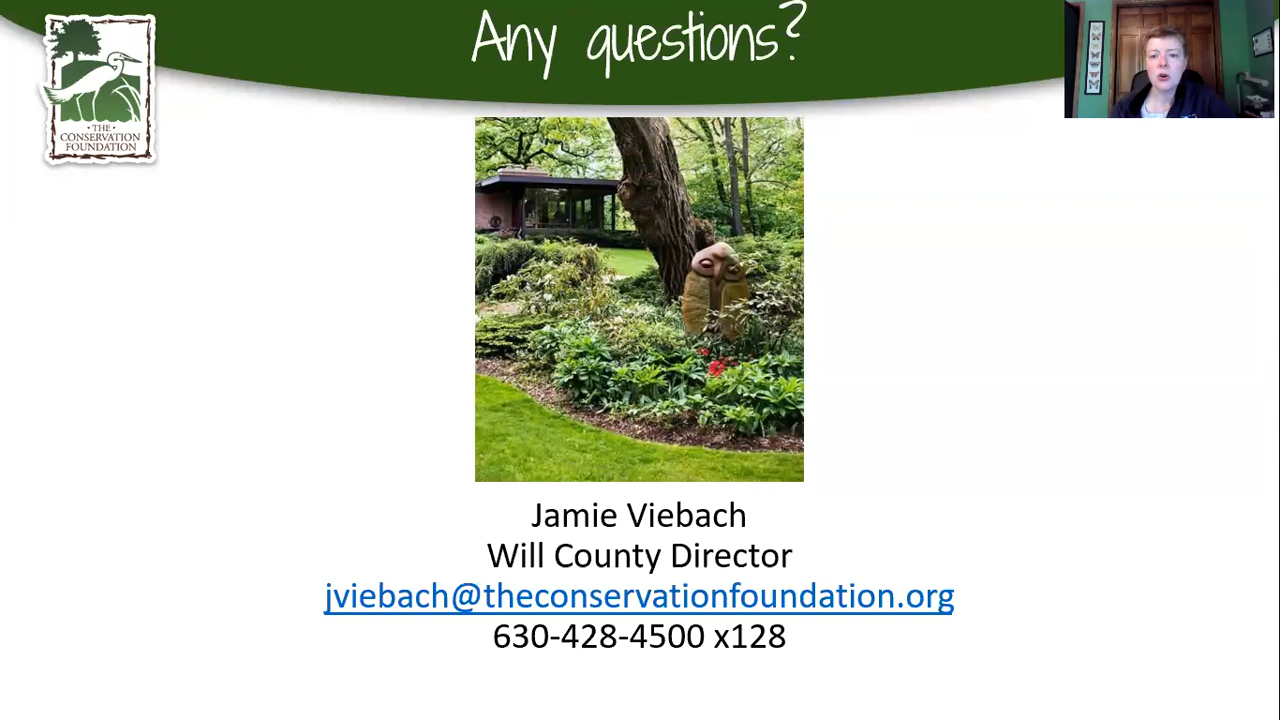 Any questions?
• THE •
CONSERVATION
FOUNDATION
Jamie Viebach
Will County Director
jviebach@theconservationfoundation.org
630-428-4500 x128